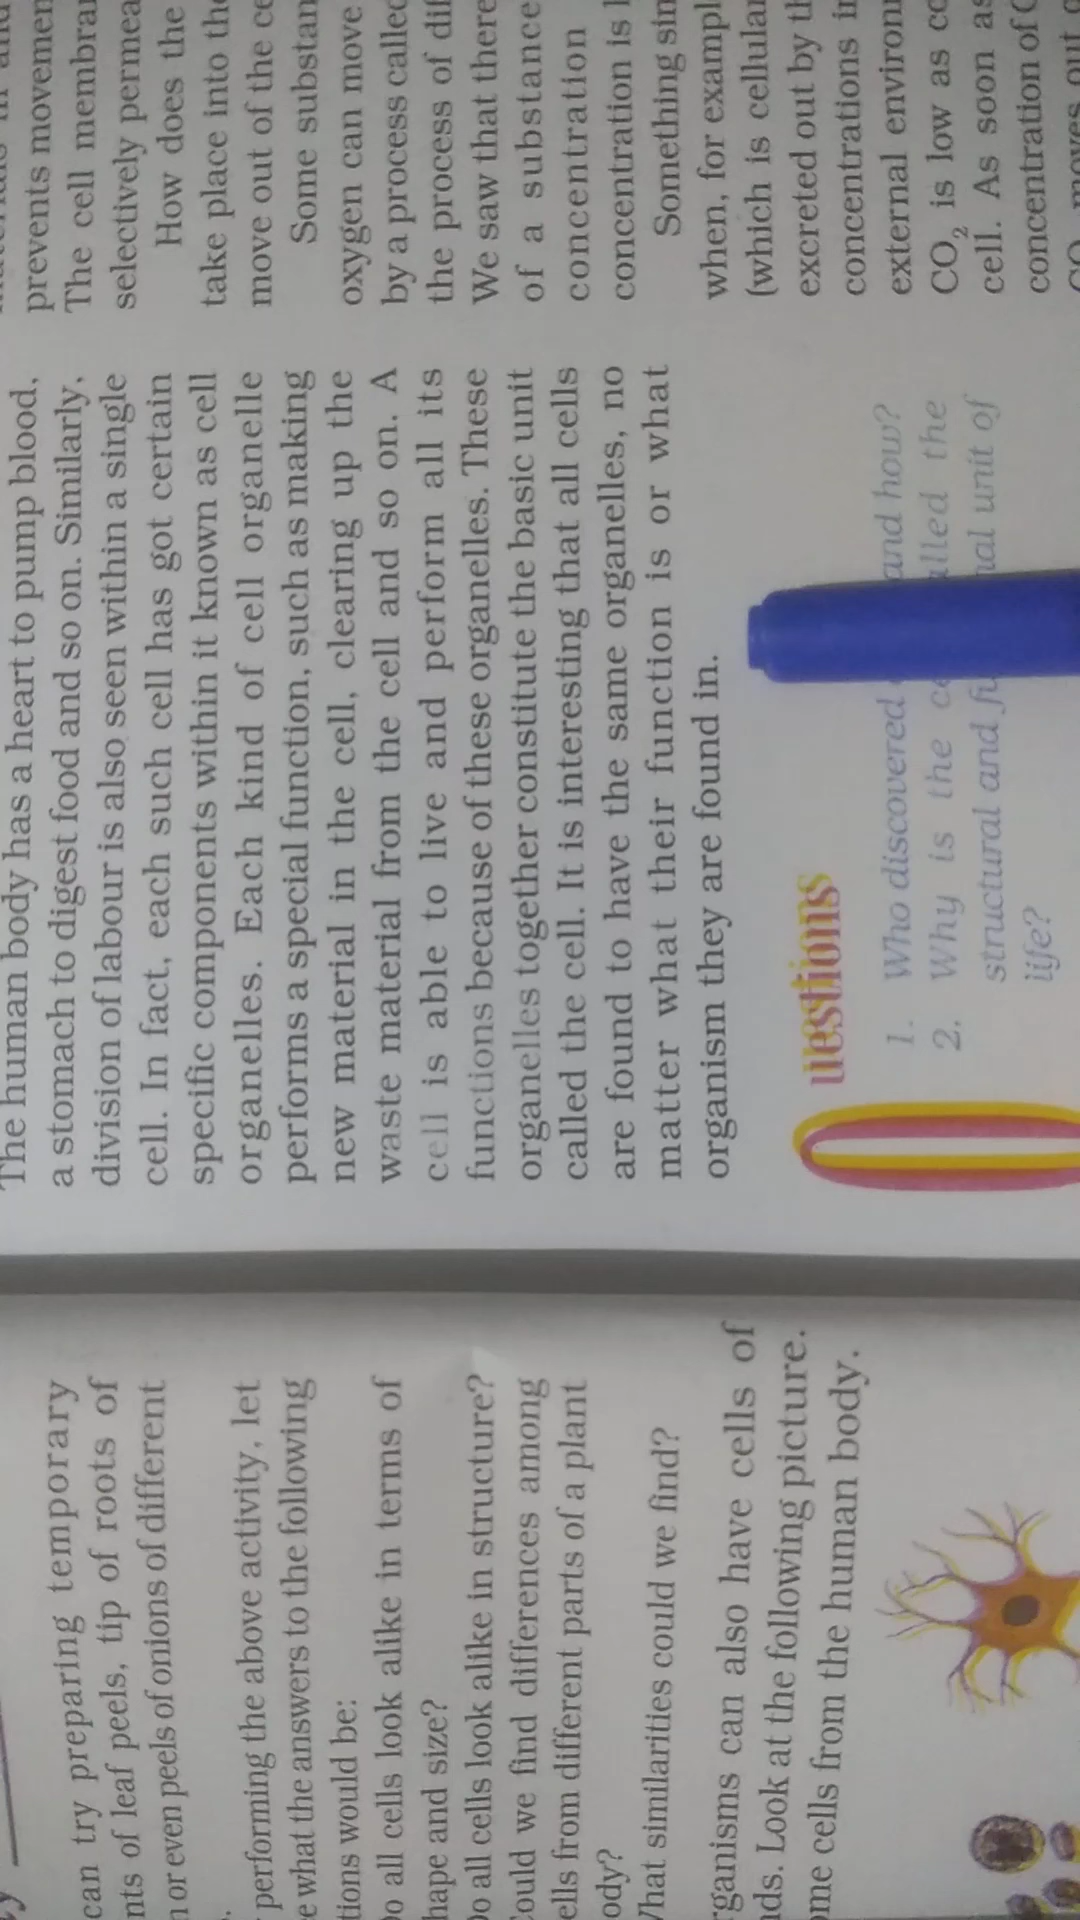 can try preparing temporary
nts of leaf peels, tip of roots of
or even peels of onions of different
performing the above activity, let
e what the answers to the following
tions would be:
o all cells look alike in terms of
hape and size?
o all cells look alike in structure?
ould we find differences among
ells from different parts of a plant
ody?
hat similarities could we find?
rganisms can also have cells of
ds. Look at the following picture.
me cells from the human body.
The human body has a heart to pump blood,
a stomach to digest food and so on. Similarly,
division of labour is also seen within a single
cell. In fact, each such cell has got certain
specific components within it known as cell
organelles. Each kind of cell organelle
performs a special function, such as making
new material in the cell, clearing up the
waste material from the cell and so on. A
cell is able to live and perform all its
functions because of these organelles. These
organelles together constitute the basic unit
called the cell. It is interesting that all cells
are found to have the same organelles, no
matter what their function is or what
organism they are found in.
uestions
1. Who discovered and how?
2. Why is the ce alled the
structural and fu nal unit of
life?
prevents movemen
The cell membra
selectively permea
How does the
take place into the
move out of the ce
Some substan
oxygen can move
by a process called
the process of dif
We saw that there
of a substance
concentration
concentration is l
Something sim
when, for exampl
(which is cellular
excreted out by th
concentrations in
external environ
CO2 is low as co
cell. As soon as
concentration of C
moves out